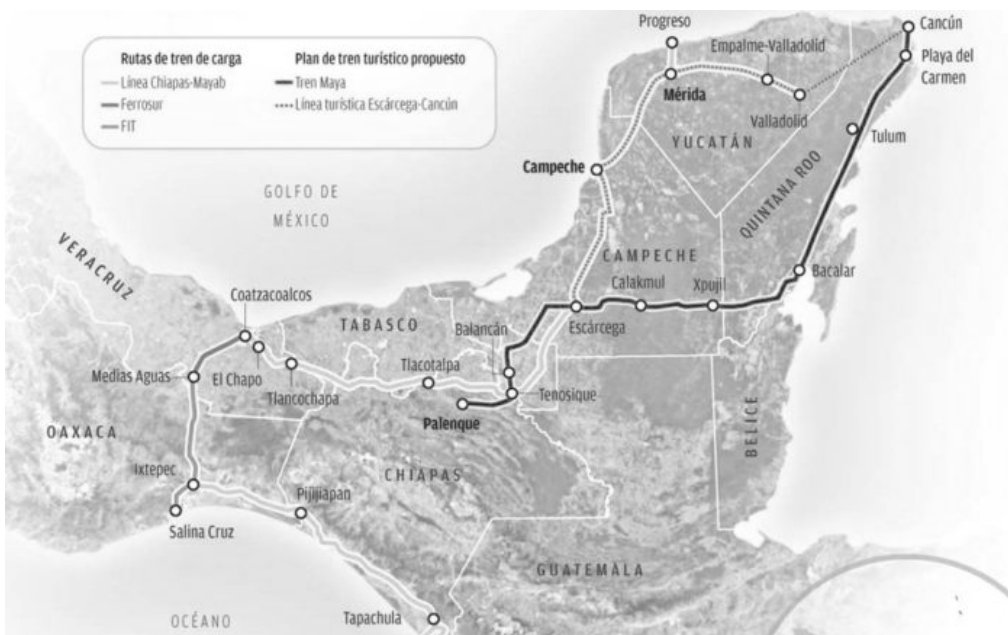 Rutas de tren de carga
Línea Chiapas-Mayab
Ferrosur
FIT
Plan de tren turístico propuesto
Tren Maya
Línea turística Escárcega-Cancún
Progreso
Cancún
Empalme-Valladolid
Playa del
Carmen
Mérida
Valladolid
YUCATÁN
Tulum
Campeche
QUINTANA ROO
GOLFO DE
MÉXICO
VERACRUZ
CAMPECHE
Bacalar
Calakmul
Xpujil
Coatzacoalcos
TABASCO
Balancán
Escárcega
Medias Aguas
El Chapo
Tlancochapa
Tlacotalpa
Tenosique
Palenque
BELICE
OAXACA
CHIAPAS
Ixtepec
Pijijiapan
Salina Cruz
GUATEMÀLA
Tapachula
OCÉANO